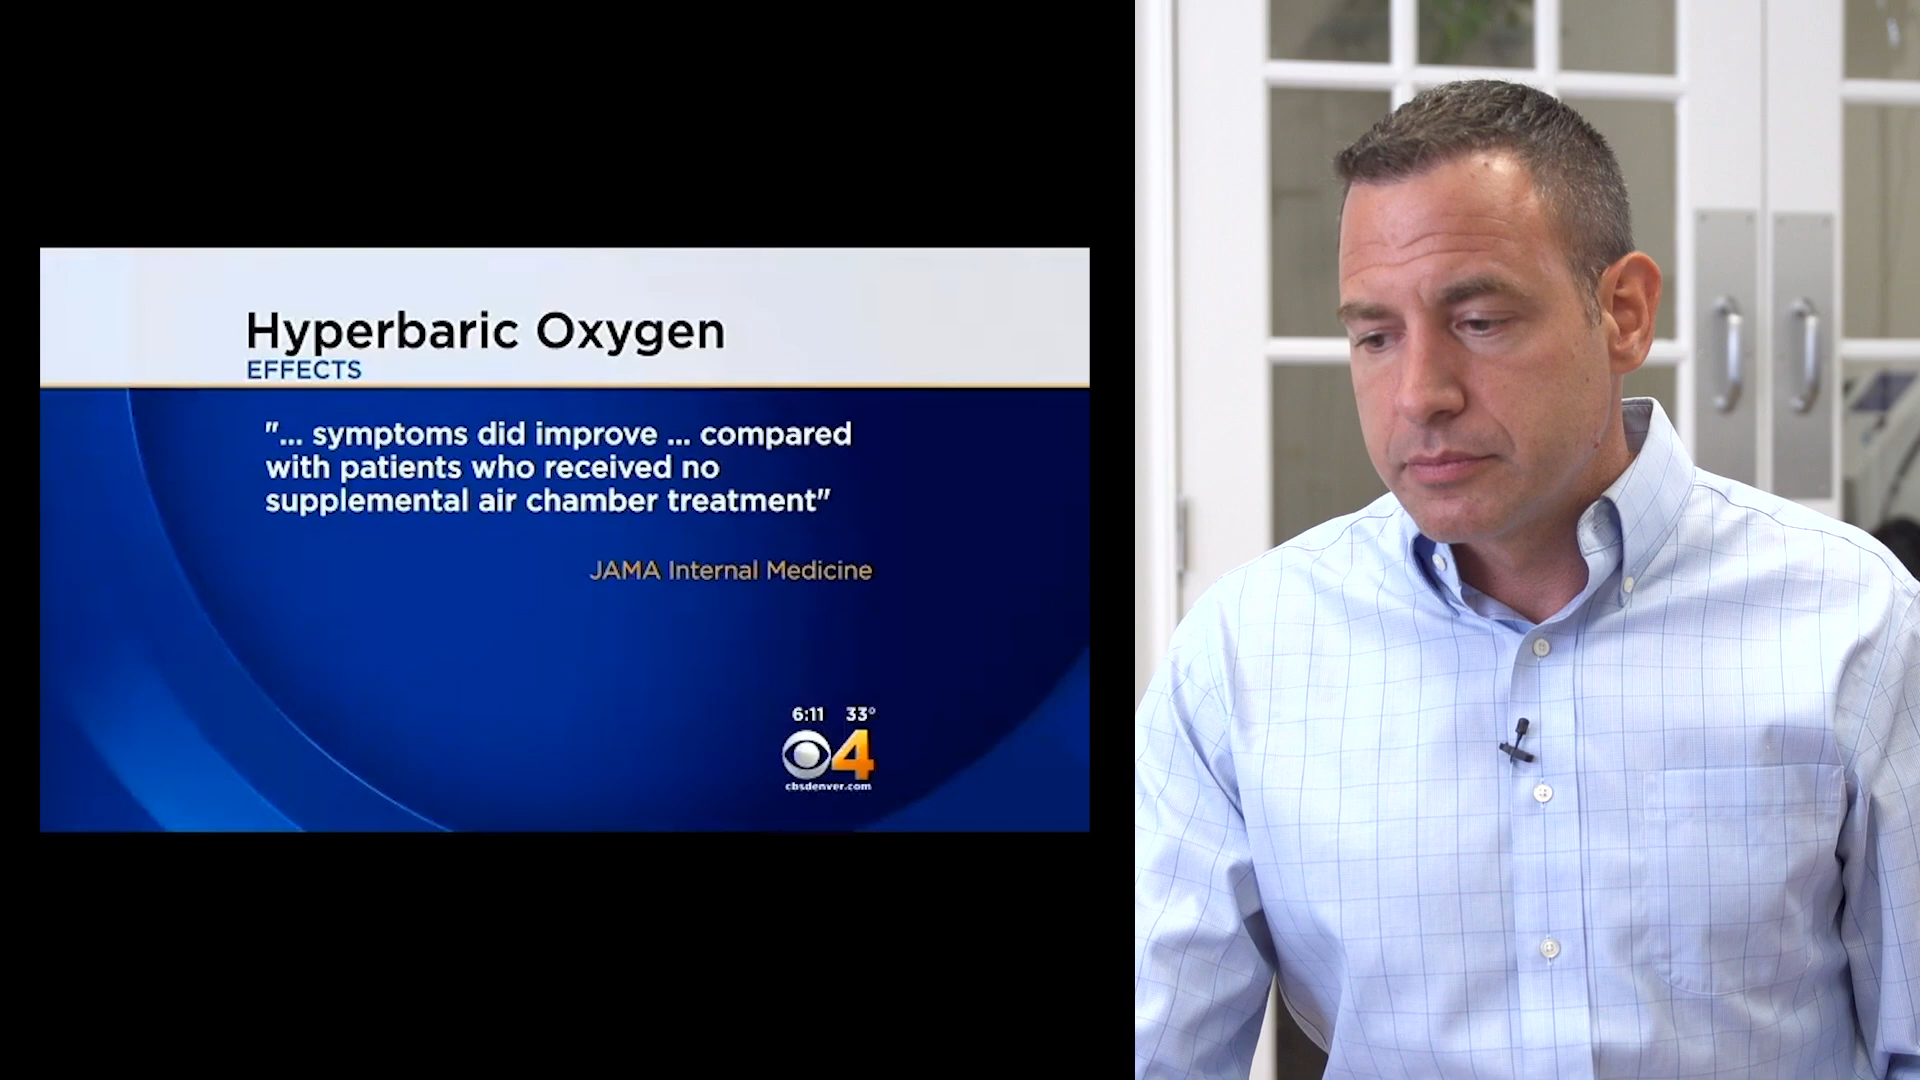 Hyperbaric Oxygen
EFFECTS
"... symptoms did improve ... compared
with patients who received no
supplemental air chamber treatment"
JAMA Internal Medicine
6:11 33°
4
cbsdenver.com